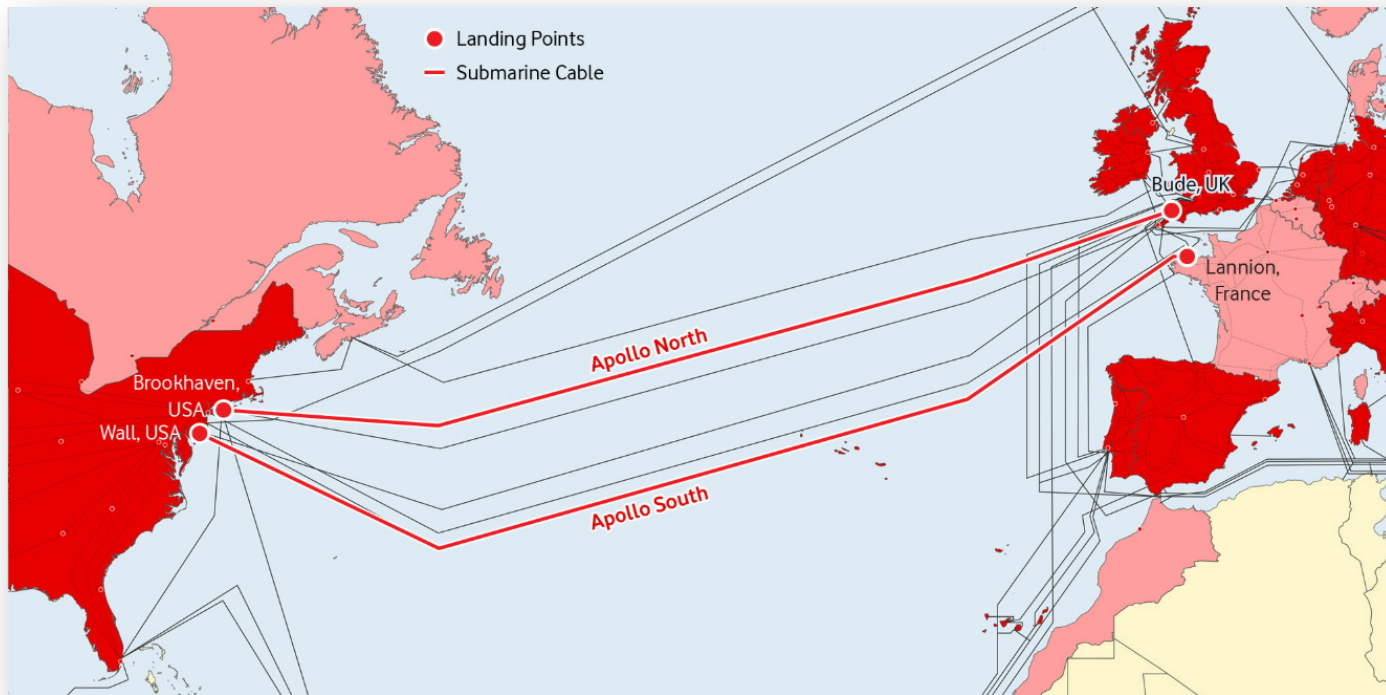 Landing Points
Submarine Cable
Bude, UK
Lannion,
France
Apollo North
Brookhaven,
USA
Wall, USA
Apollo South